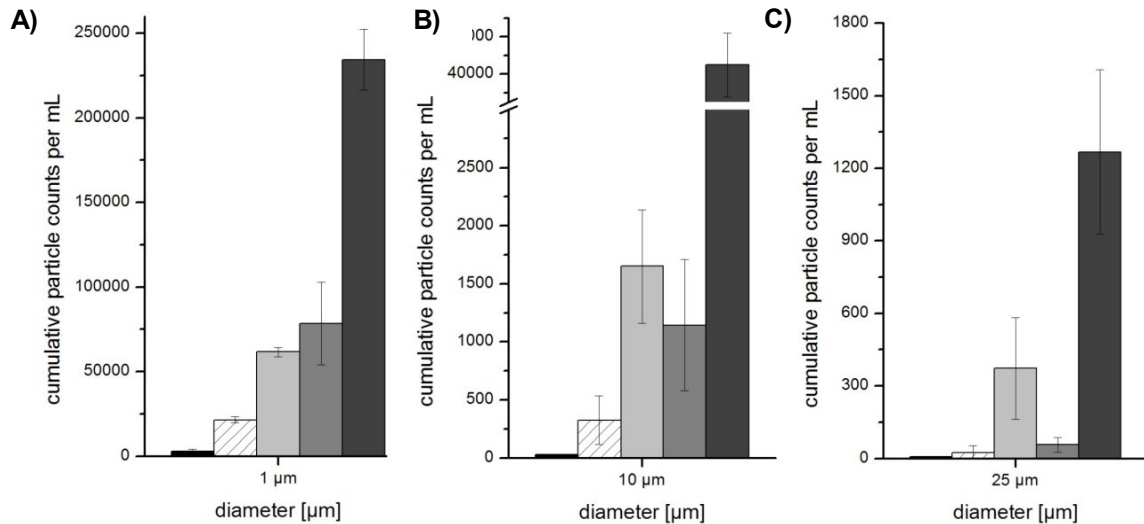 A)
250000
200000
150000
100000
50000
0
cumulative particle counts per mL
1 µm
diameter [µm]
B)
40000
2500
2000
1500
1000
500
0
cumulative particle counts per mL
10 µm
diameter [µm]
C)
1800
1500
1200
900
600
300
0
cumulative particle counts per mL
25 µm
diameter [µm]